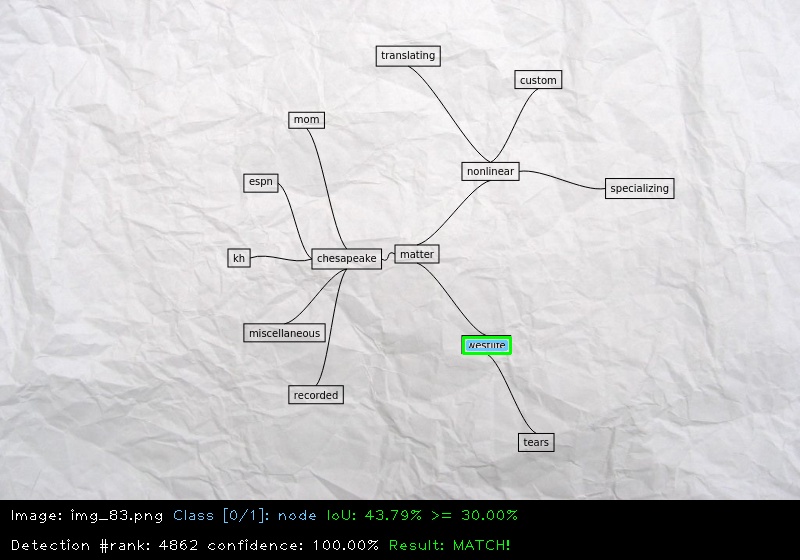 translating
custom
mom
nonlinear
espn
specializing
matter
kh
chesapeake
miscellaneous
westlife
recorded
tears
Image: img_83.png Class [0/1]: node IoU: 43.79% >= 30.00%
Detection #rank: 4862 confidence: 100.00% Result: MATCH!